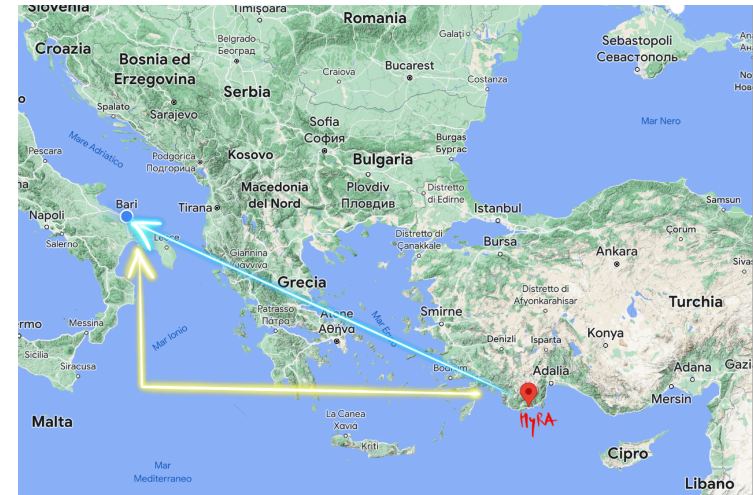 Slovenia
Timișoara
Romania
Croazia
Belgrado
Београд
Galați
Sebastopoli
Севастополь
Bosnia ed
Erzegovina
Craiova
Bucarest
Serbia
Costanza
Spalato
Sarajevo
Mar Nero
Mare Adriatico
Sofia
София
Burgas
Бургас
Pescara
Podgorica
Подгорица
Kosovo
Bulgaria
Macedonia
del Nord
Plovdiv
Пловдив
Distretto
di Edirne
Bari
Tirana
Istanbul
Samsun
Napoli
Salerno
Lecce
Distretto di
Çanakkale
Bursa
Çorum
Ankara
Giannina
Grecia
Distretto di
Afyonkarahisar
Turchia
Messina
Mar Ionio
Patrasso
Πάτρα
Atene
Αθήνα
Smirne
Denizli
Isparta
Konya
Sicilia
Siracusa
Adalia
Adana
Mersin
Malta
La Canea
Χανιά
Kriti
MyRA
Cipro
Mar
Mediterraneo
Libano